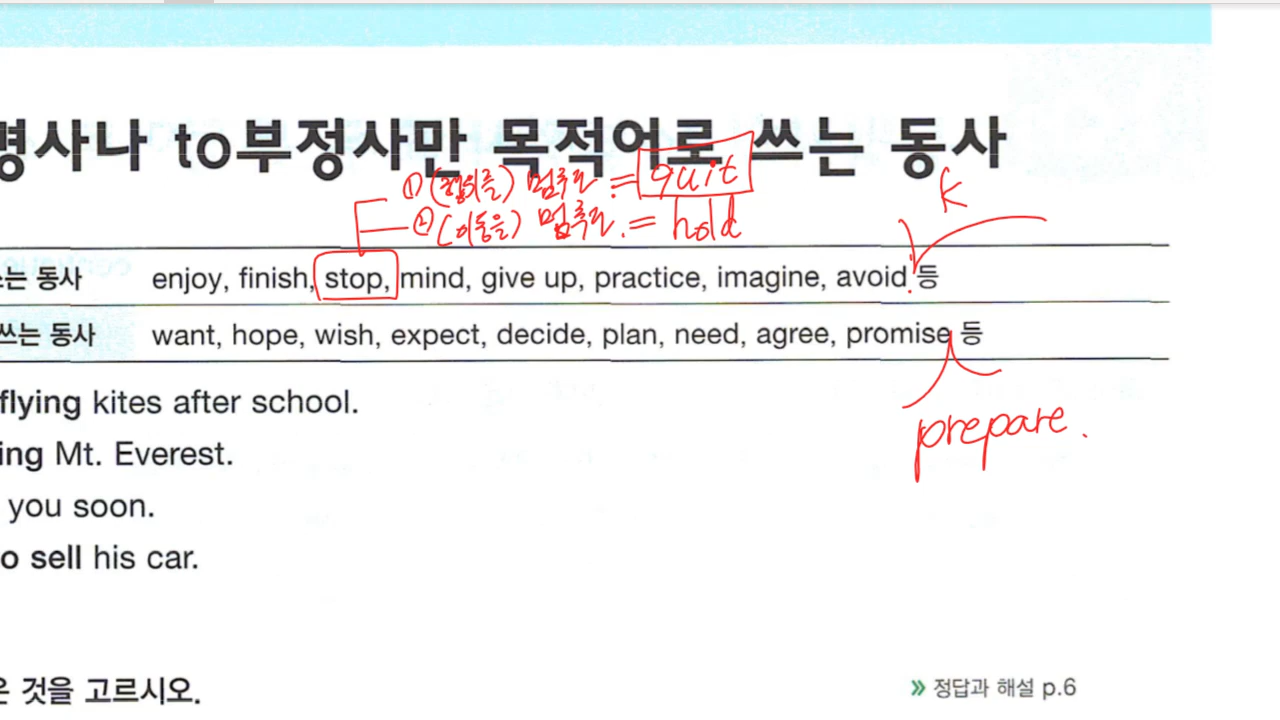 명사나 to부정사만 목적어로 쓰는 동사
① (행위를) 멈추다 = quit
② (이동을) 멈추다. = hold
k
쓰는 동사 enjoy, finish, stop, mind, give up, practice, imagine, avoid 등
쓰는 동사 want, hope, wish, expect, decide, plan, need, agree, promise 등
flying kites after school.
prepare.
ing Mt. Everest.
you soon.
o sell his car.
은 것을 고르시오.
» 정답과 해설 p.6